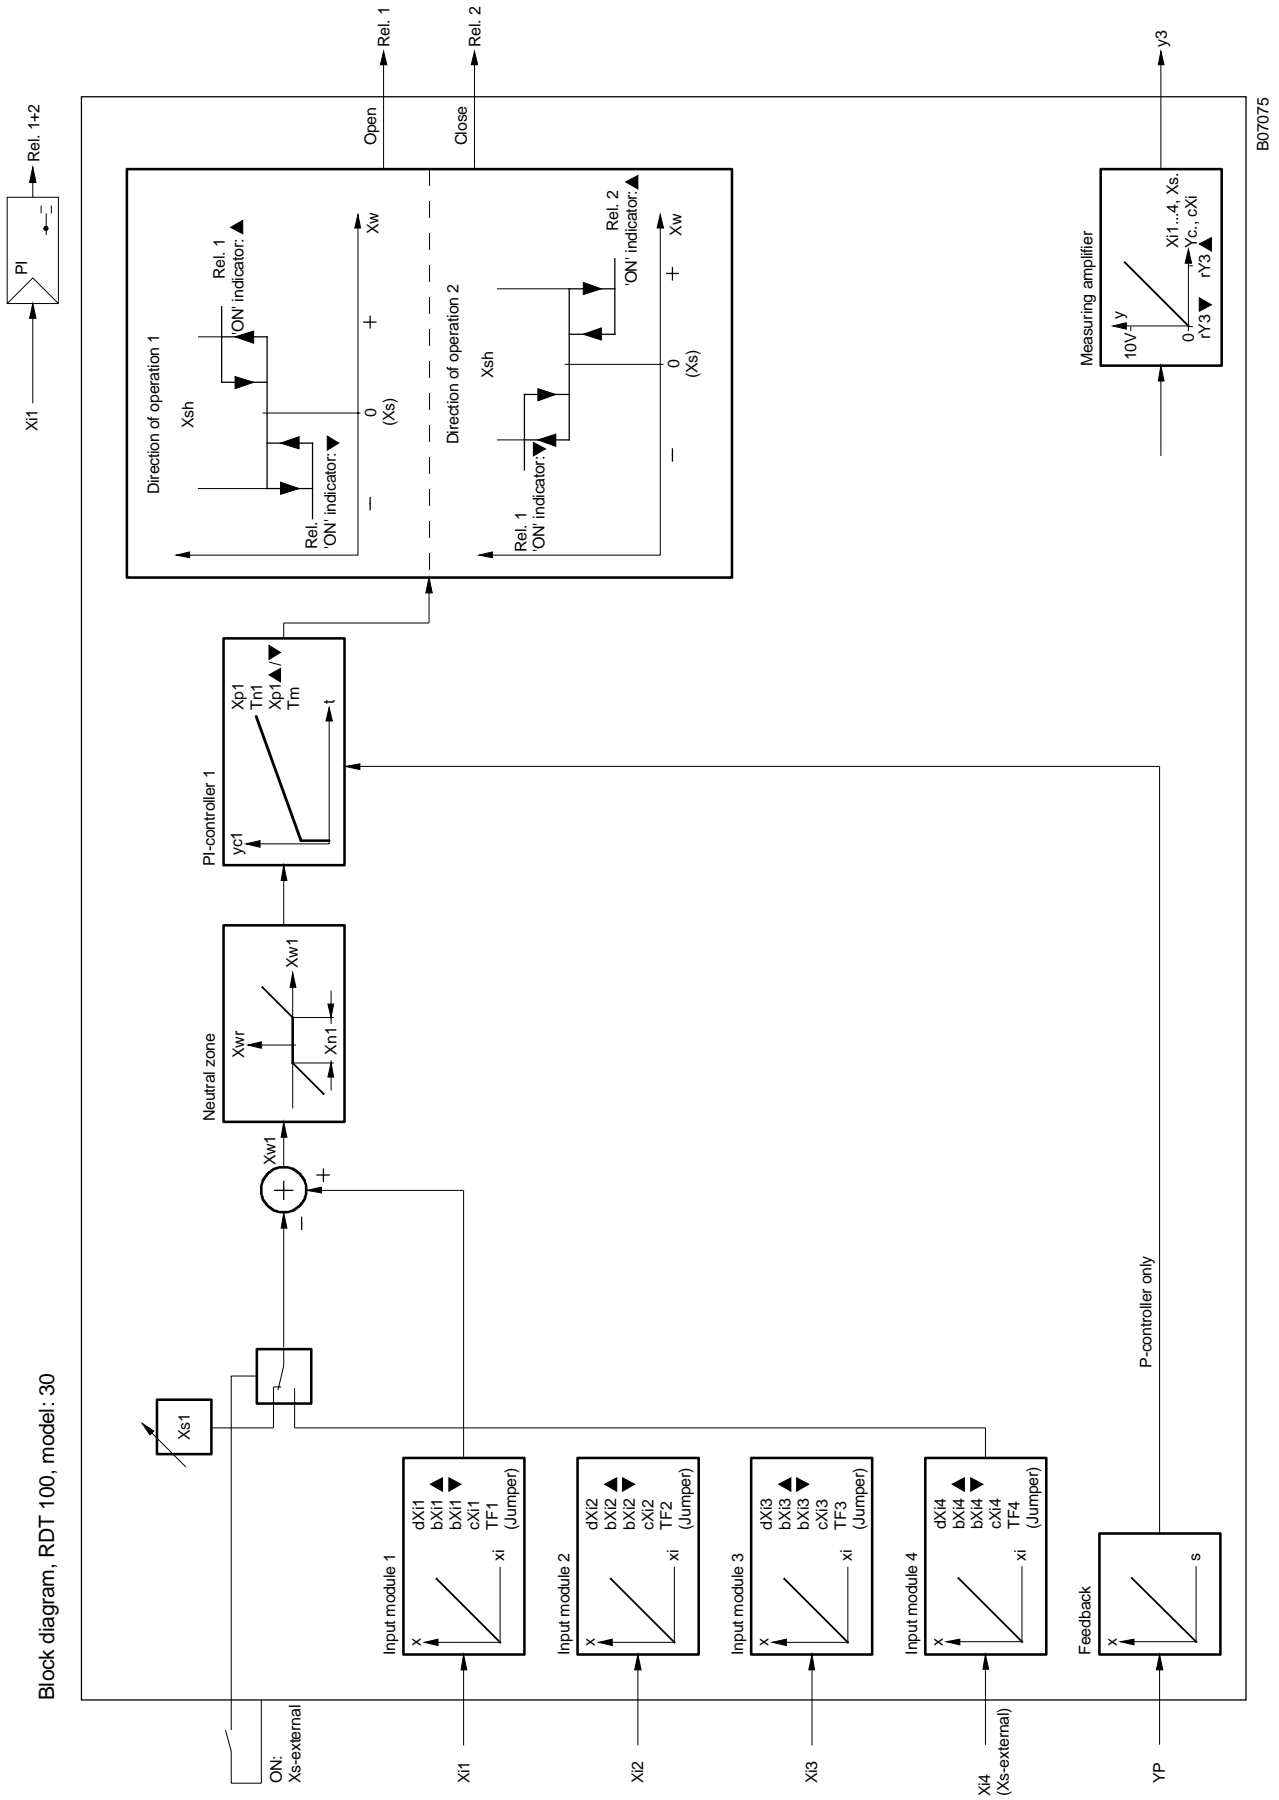 Block diagram, RDT 100, model: 30
Xi1
PI
Rel. 1+2
ON:
Xs-external
Xs1
−
+
+
Xw1
Neutral zone
Xwr
Xw1
Xn1
PI-controller 1
yc1
t
Xp1
Tn1
Xp1▲/▼
Tm
Direction of operation 1
Xsh
Rel.
'ON' indicator:▼
Rel. 1
'ON' indicator: ▲
−
0
(Xs)
+
Xw
Open
Rel. 1
Direction of operation 2
Xsh
Rel. 1
'ON' indicator:▼
Rel. 2
'ON' indicator:▲
−
0
(Xs)
+
Xw
Close
Rel. 2
Xi1
Input module 1
x
xi
dXi1
bXi1 ▲
bXi1 ▼
cXi1
TF1
(Jumper)
Xi2
Input module 2
x
xi
dXi2
bXi2 ▲
bXi2 ▼
cXi2
TF2
(Jumper)
Xi3
Input module 3
x
xi
dXi3
bXi3 ▲
bXi3 ▼
cXi3
TF3
(Jumper)
Xi4
(Xs-external)
Input module 4
x
xi
dXi4
bXi4 ▲
bXi4 ▼
cXi4
TF4
(Jumper)
YP
Feedback
x
s
P-controller only
Measuring amplifier
y
10V
0
Xi1...4, Xs.
Yc., cXi
rY3 ▼ rY3 ▲
y3
B07075